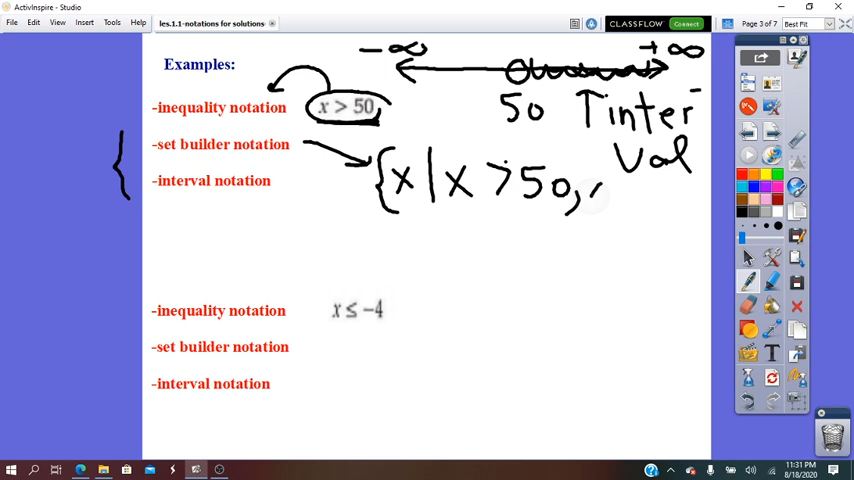 ActivInspire - Studio
File Edit View Insert Tools Help
les.1.1-notations for solutions-
CLASSFLOW Connect
Page 3 of 7
Best Fit
Examples:
-∞ +∞
-inequality notation x > 50
50 Tinter-
val
-set builder notation
{x|x >50,
-interval notation
-inequality notation x ≤ -4
-set builder notation
-interval notation
T
11:31 PM
8/18/2020